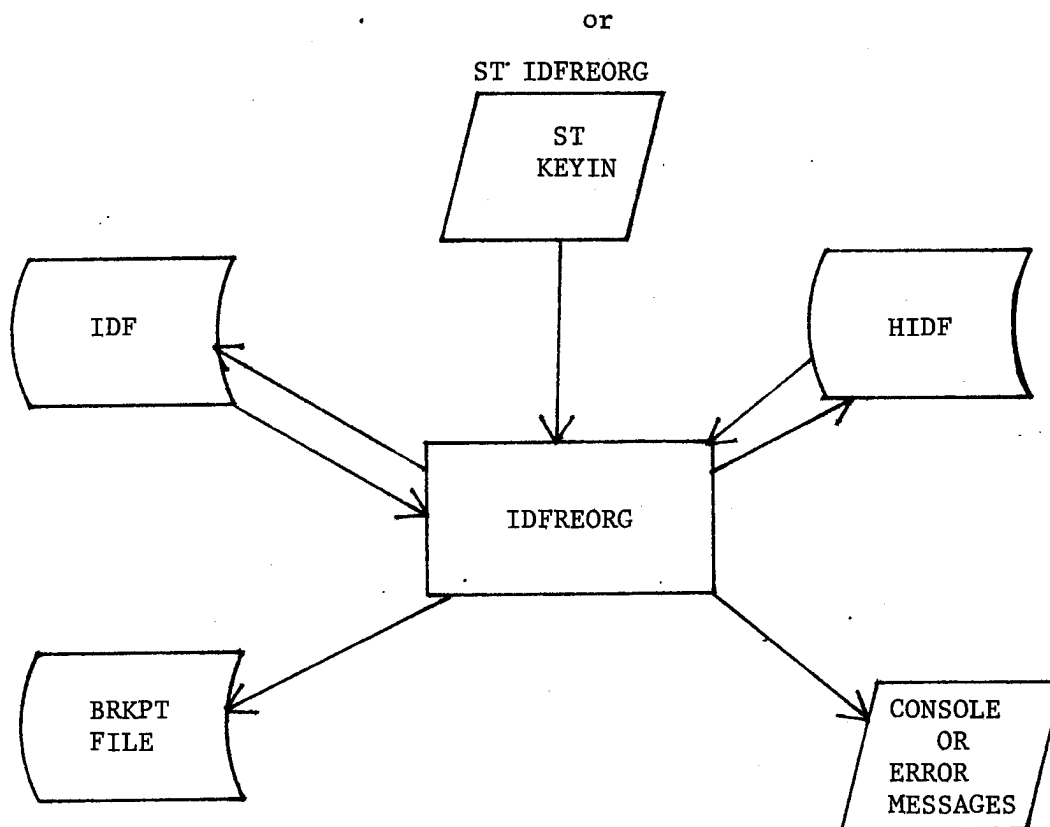 or
ST IDFREORG
ST
KEYIN
IDF
HIDF
IDFREORG
BRKPT
FILE
CONSOLE
OR
ERROR
MESSAGES